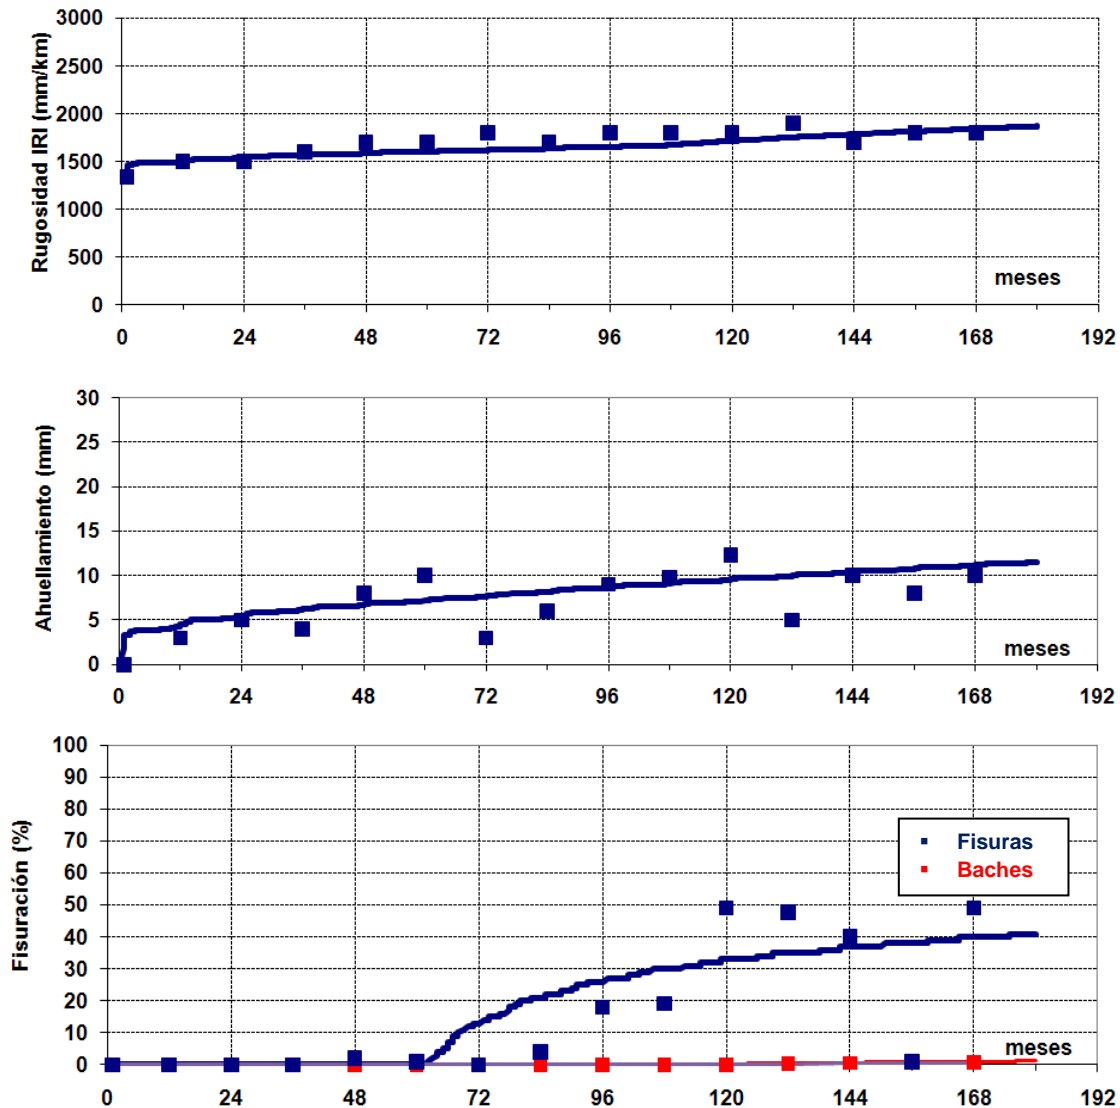 Rugosidad IRI (mm/km)
3000
2500
2000
1500
1000
500
0
meses
0 24 48 72 96 120 144 168 192
Ahuellamiento (mm)
30
25
20
15
10
5
0
meses
0 24 48 72 96 120 144 168 192
Fisuración (%)
100
90
80
70
60
50
40
30
20
10
0
Fisuras
Baches
meses
0 24 48 72 96 120 144 168 192